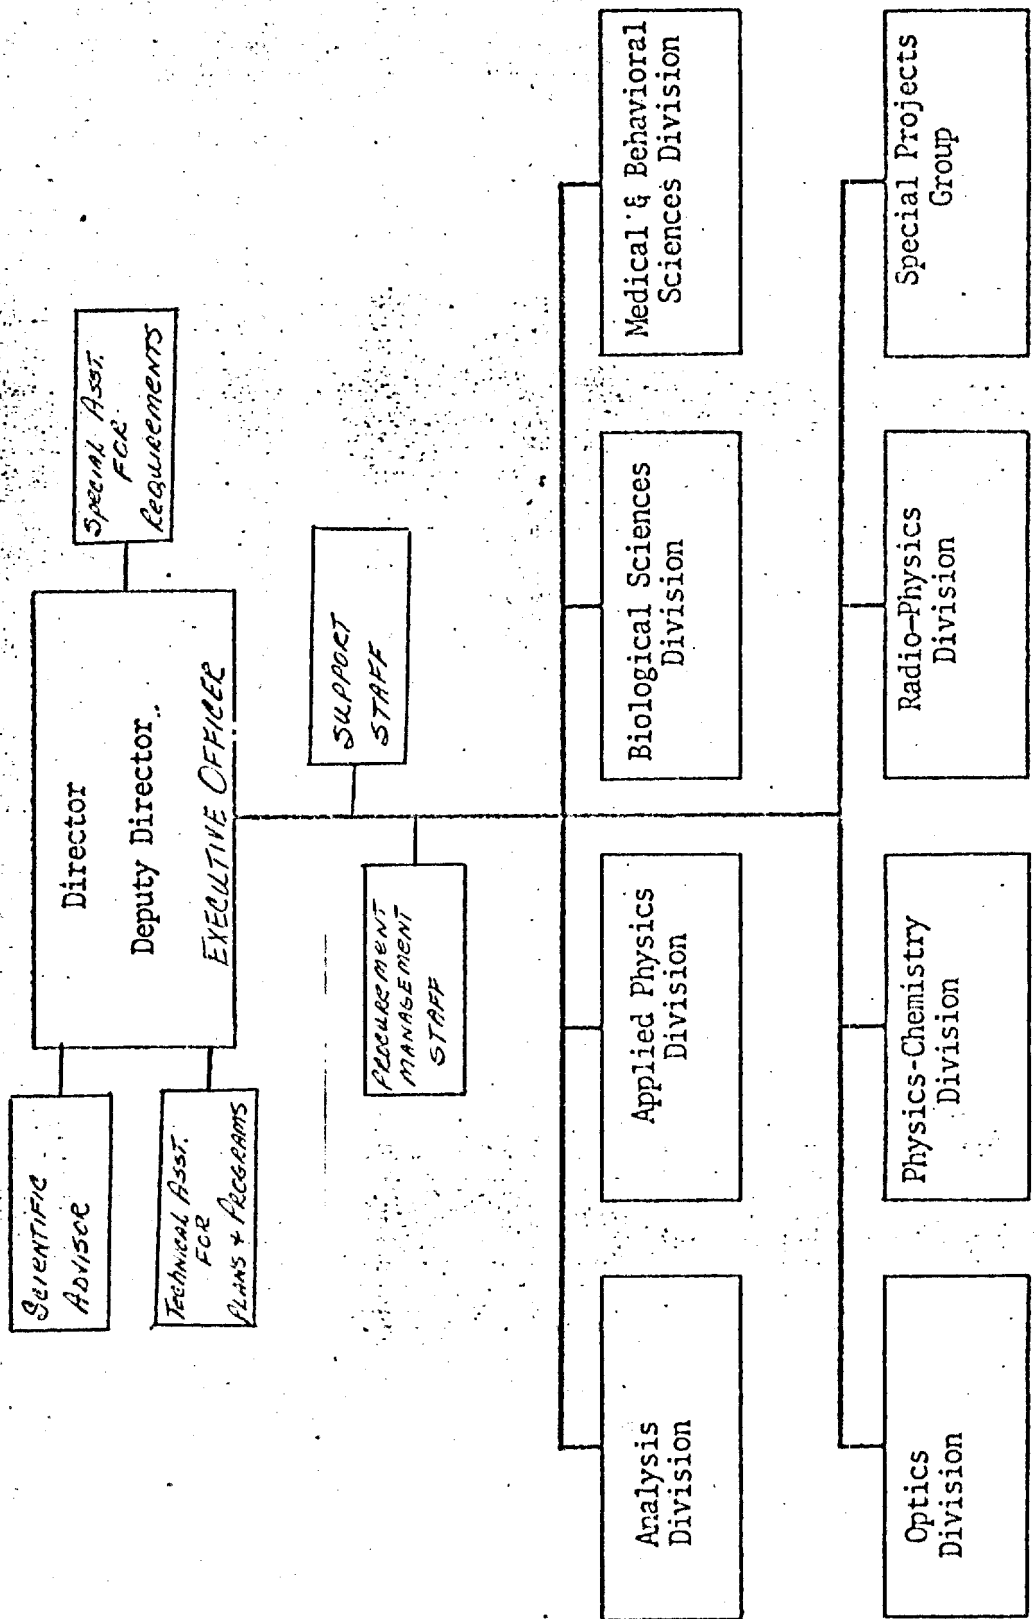 Director
Deputy Director
EXECUTIVE OFFICER
SCIENTIFIC
ADVISOR
TECHNICAL ASST.
FOR
PLANS + PROGRAMS
SPECIAL ASST.
FOR
REQUIREMENTS
SUPPORT
STAFF
PROCUREMENT
MANAGEMENT
STAFF
Analysis
Division
Applied Physics
Division
Biological Sciences
Division
Medical & Behavioral
Sciences Division
Optics
Division
Physics-Chemistry
Division
Radio-Physics
Division
Special Projects
Group